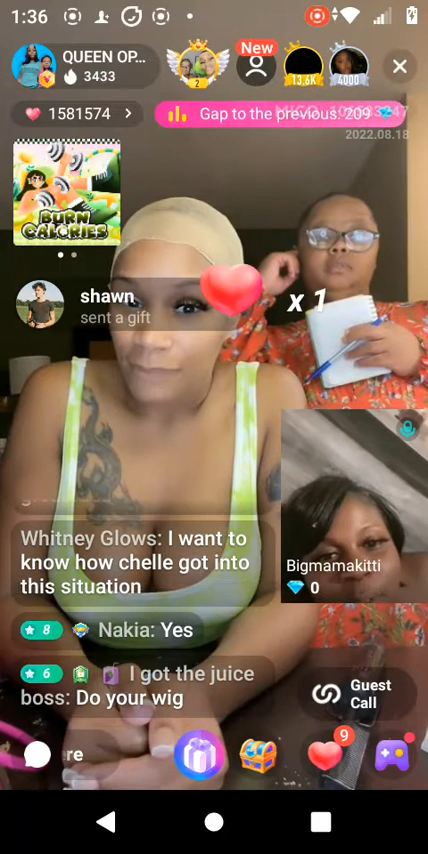 1:36
QUEEN OP...
3433
2
New
13.6K
4000
1581574
Gap to the previous: 209
2022.08.18
BURN
CALORIES
shawn
sent a gift
x 1
Whitney Glows: I want to
know how chelle got into
this situation
Bigmamakitti
0
8 Nakia: Yes
6 I got the juice
boss: Do your wig
Guest
Call
re
9